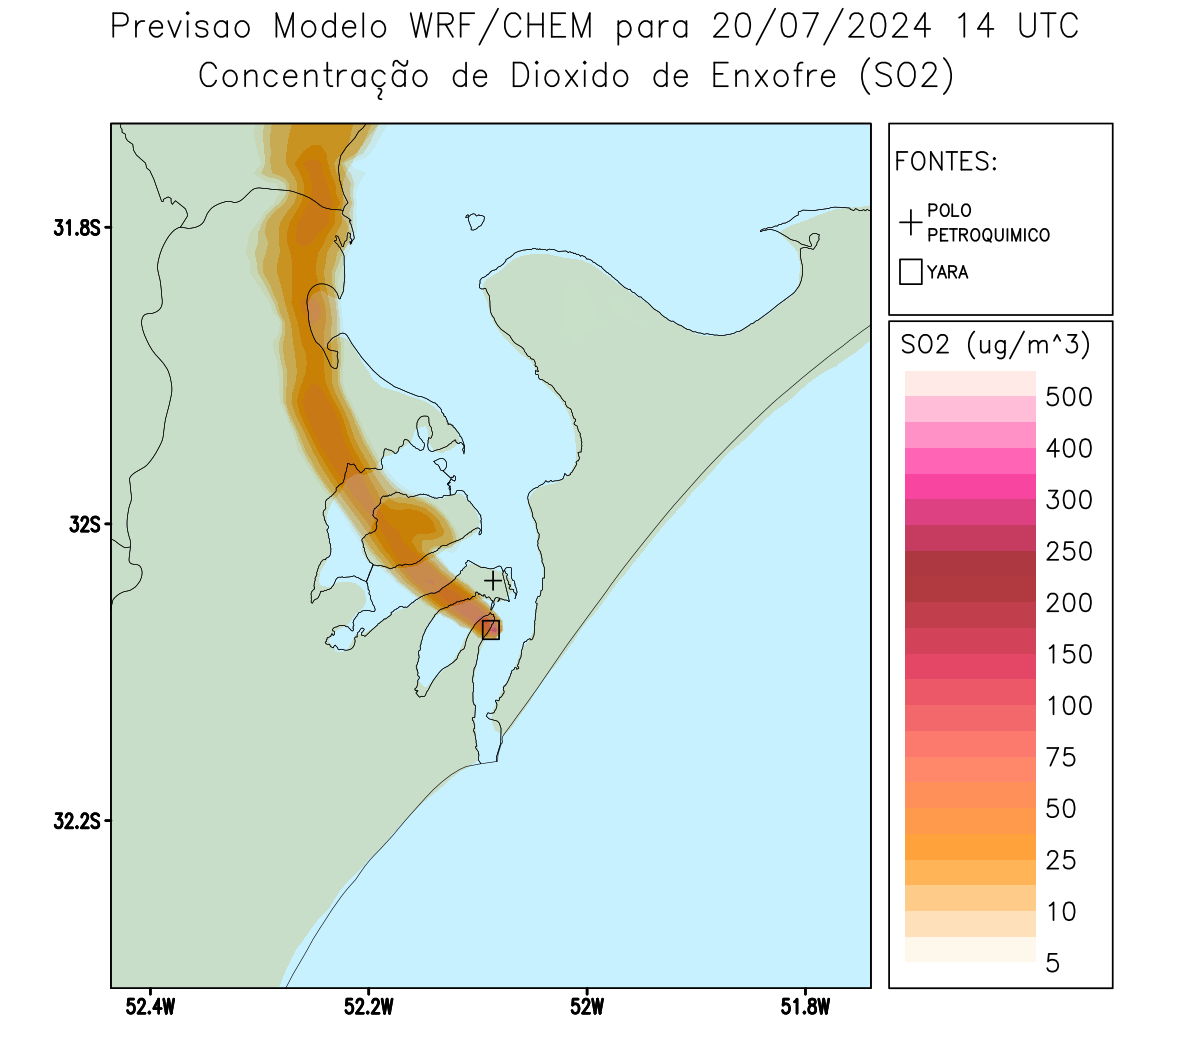 Previsao Modelo WRF/CHEM para 20/07/2024 14 UTC
Concentração de Dioxido de Enxofre (SO2)
FONTES:
POLO
PETROQUIMICO
YARA
SO2 (ug/m^3)
500
400
300
250
200
150
100
75
50
25
10
5
31.8S
32S
32.2S
52.4W
52.2W
52W
51.8W